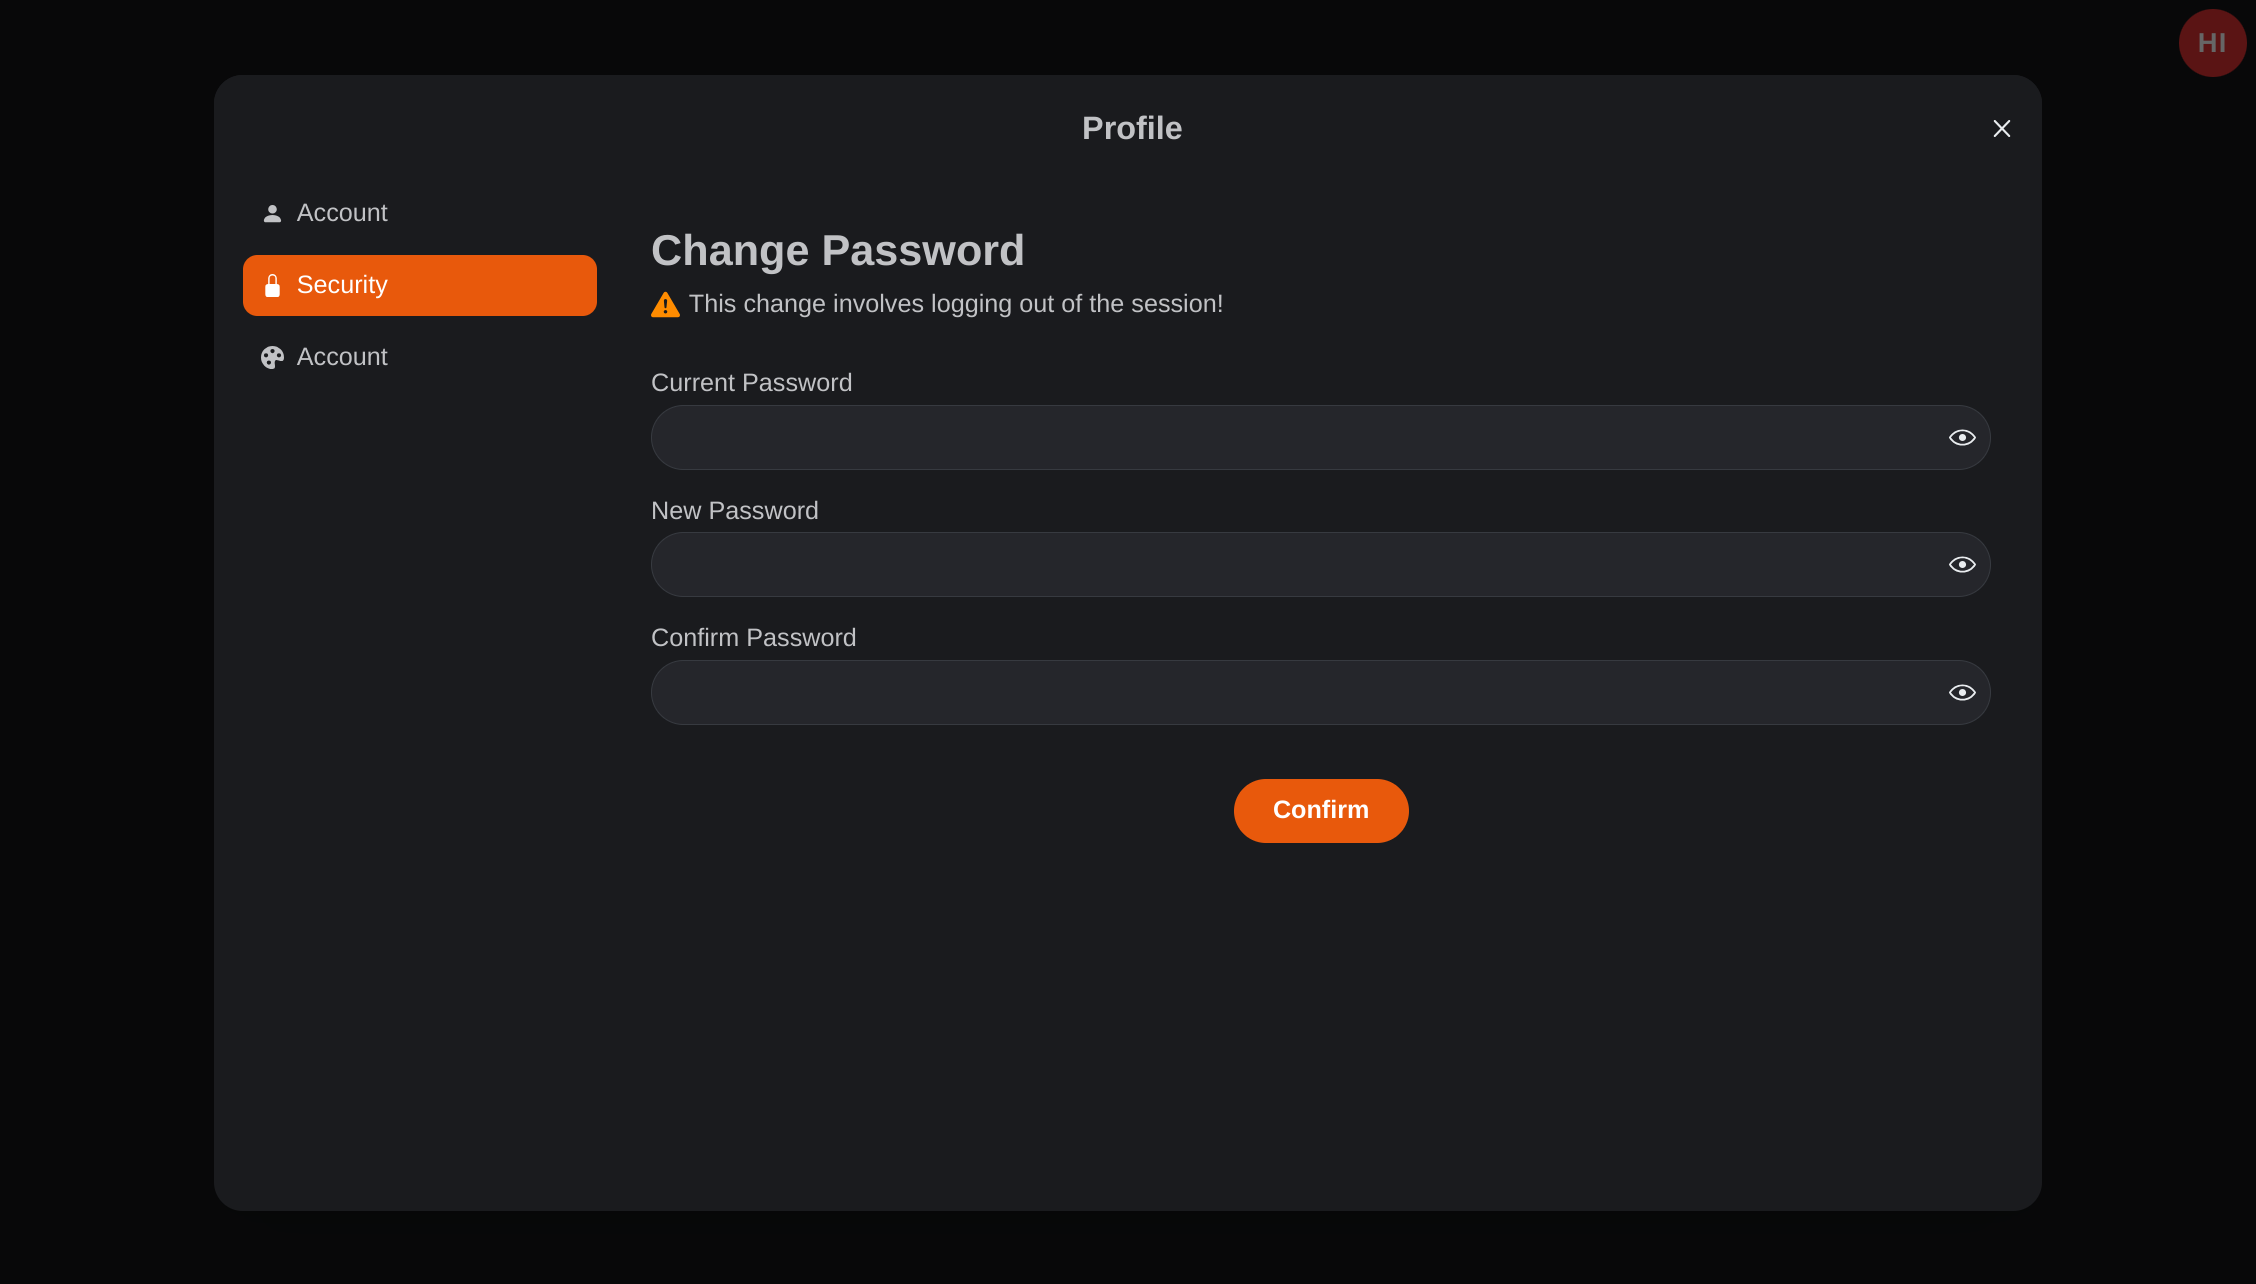 HI
Profile
Account
Security
Account
Change Password
This change involves logging out of the session!
Current Password
New Password
Confirm Password
Confirm